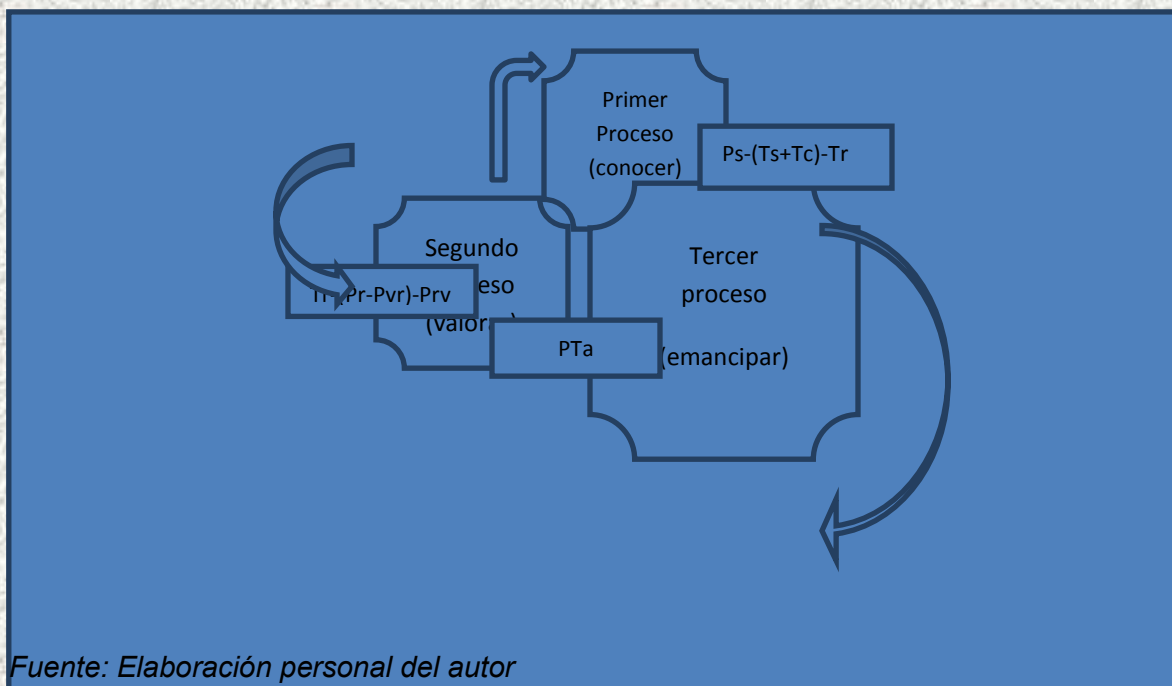 Primer
Proceso
(conocer)
Ps-(Ts+Tc)-Tr
Segundo
(valorar)
Tercer
proceso
(emancipar)
-Pvr)-Prv
PTa
Fuente: Elaboración personal del autor